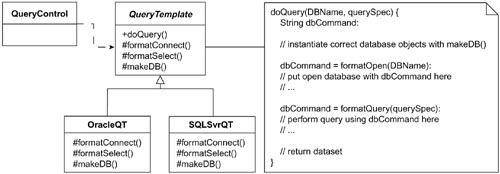 QueryControl
QueryTemplate
+doQuery()
#formatConnect()
#formatSelect()
#makeDB()
OracleQT
#formatConnect()
#formatSelect()
#makeDB()
SQLSvrQT
#formatConnect()
#formatSelect()
#makeDB()
doQuery(DBName, querySpec) {
String dbCommand:
// instantiate correct database objects with makeDB()
dbCommand = formatOpen(DBName):
// put open database with dbCommand here
// ...
dbCommand = formatQuery(querySpec):
// perform query using dbCommand here
// ...
// return dataset
}